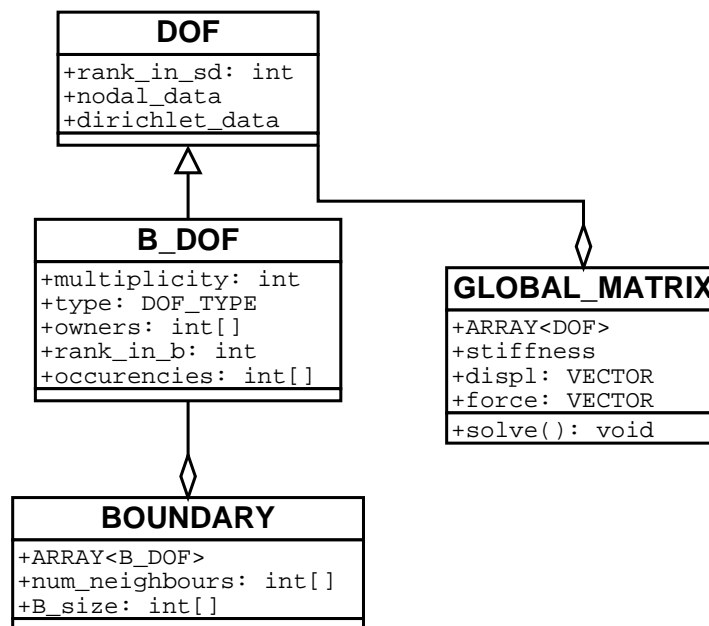 DOF
+rank_in_sd: int
+nodal_data
+dirichlet_data
B_DOF
+multiplicity: int
+type: DOF_TYPE
+owners: int[]
+rank_in_b: int
+occurencies: int[]
GLOBAL_MATRIX
+ARRAY<DOF>
+stiffness
+displ: VECTOR
+force: VECTOR
+solve(): void
BOUNDARY
+ARRAY<B_DOF>
+num_neighbours: int[]
+B_size: int[]